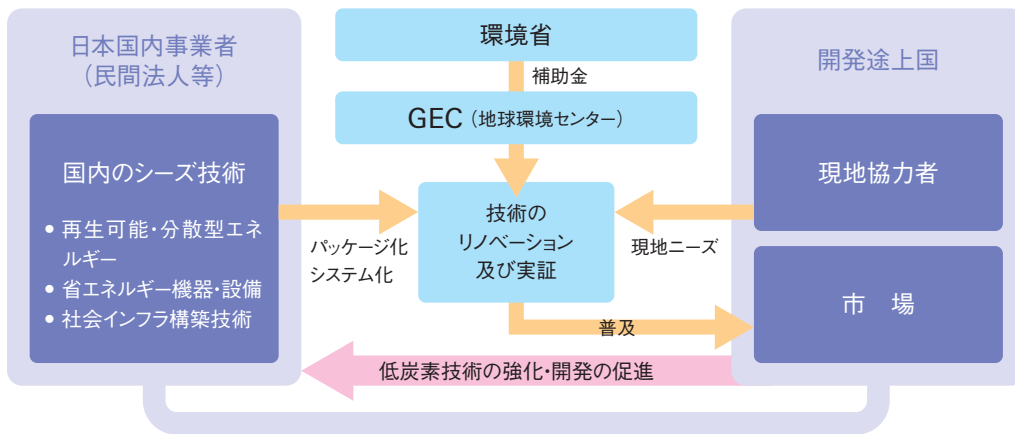 日本国内事業者
（民間法人等）
国内のシーズ技術
• 再生可能・分散型エネ
ルギー
• 省エネルギー機器・設備
• 社会インフラ構築技術
環境省
補助金
GEC（地球環境センター）
パッケージ化
システム化
技術の
リノベーション
及び実証
現地ニーズ
開発途上国
現地協力者
市　場
普及
低炭素技術の強化・開発の促進